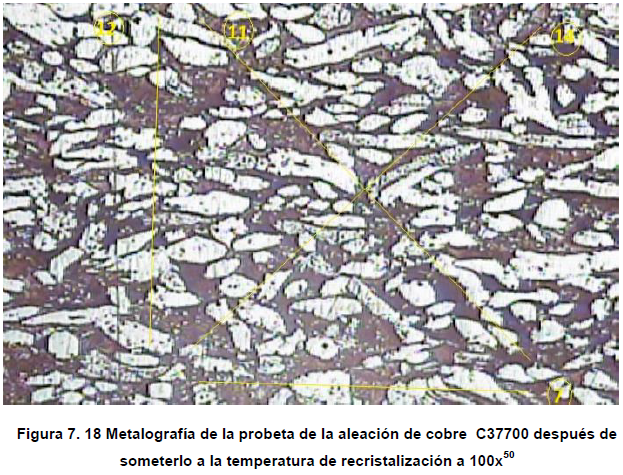 12 11 14
7
Figura 7. 18 Metalografía de la probeta de la aleación de cobre C37700 después de
someterlo a la temperatura de recristalización a 100x50